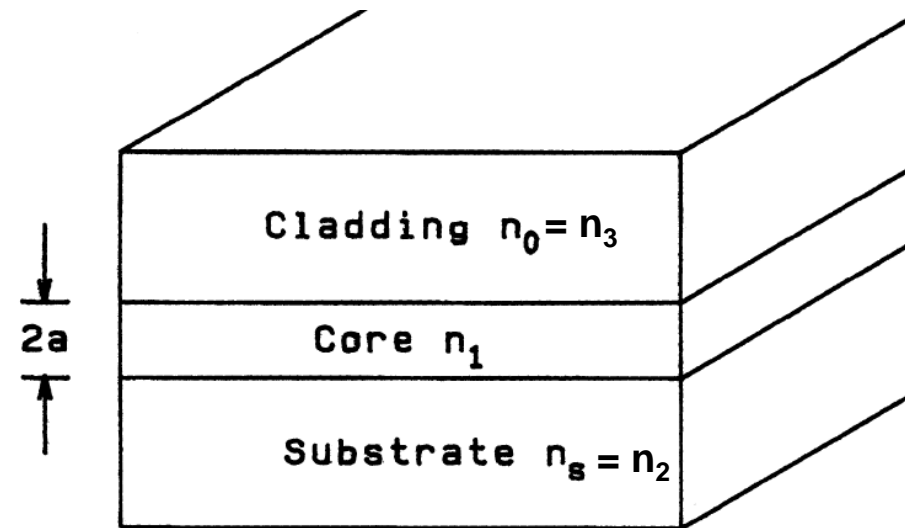 Cladding n₀ = n₃
2a
Core n₁
Substrate nₛ = n₂